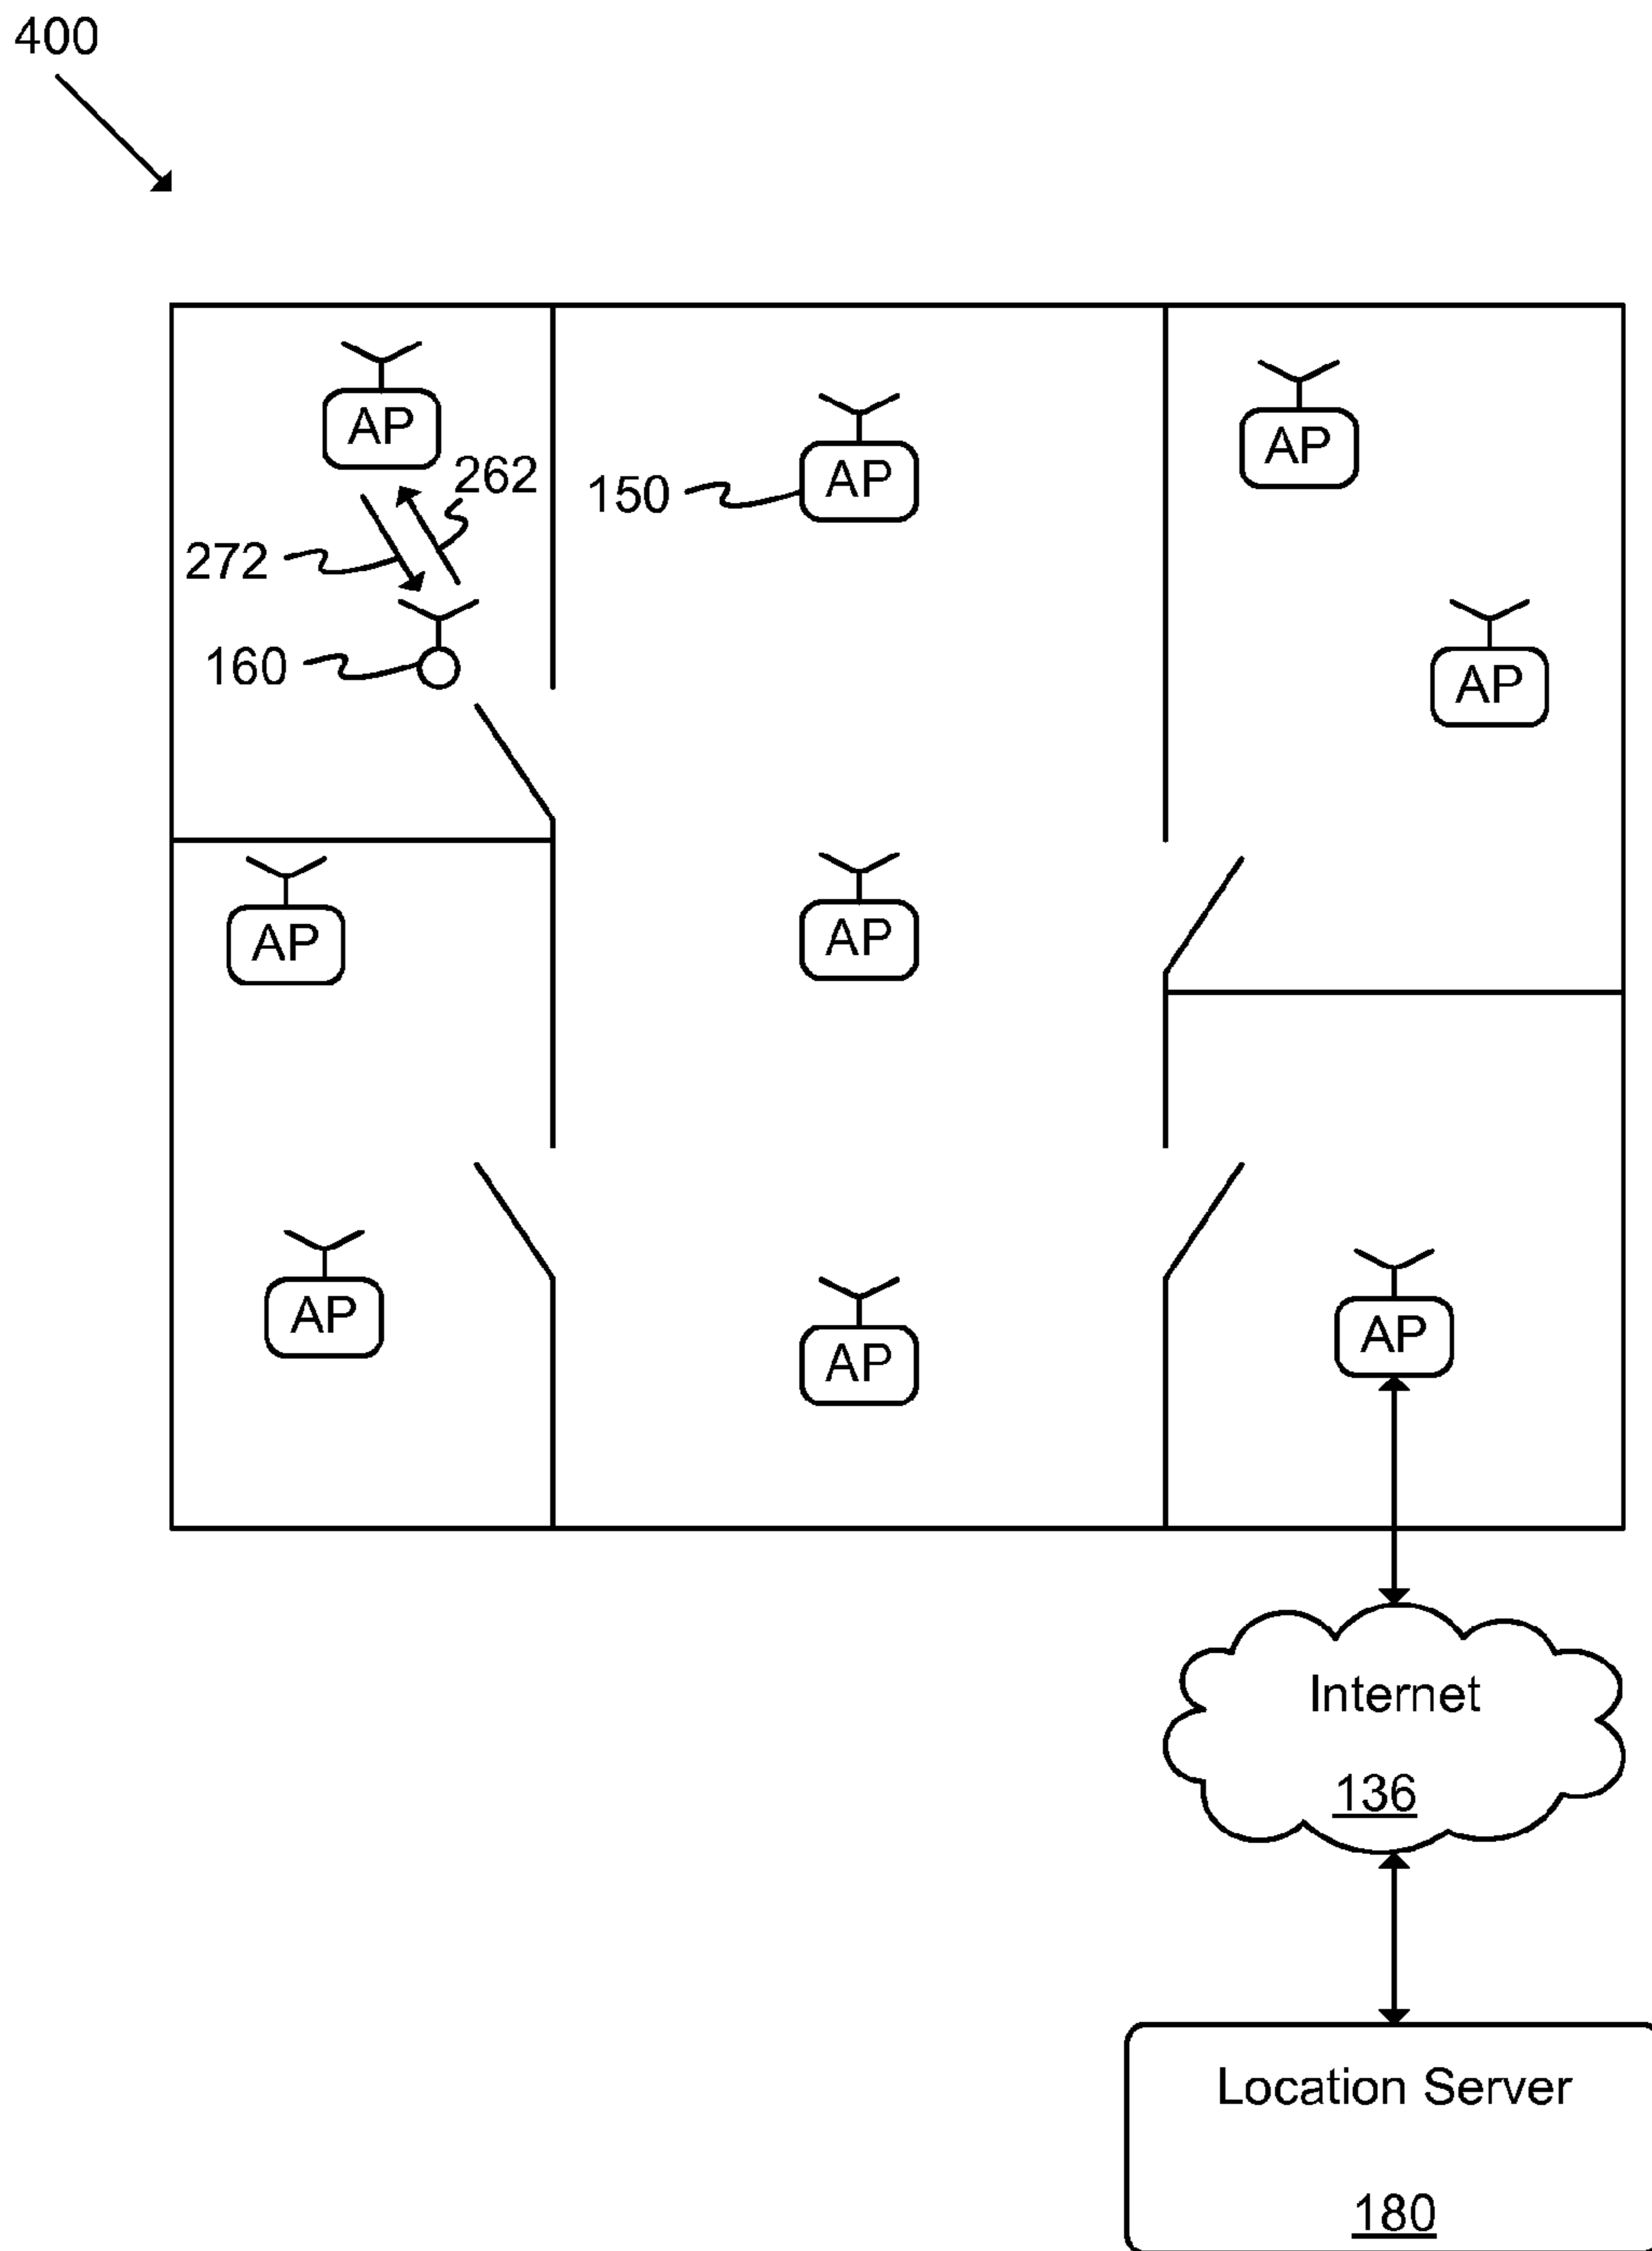 400
AP
262
272
160
150
AP
AP
AP
AP
AP
AP
AP
AP
Internet
136
Location Server
180